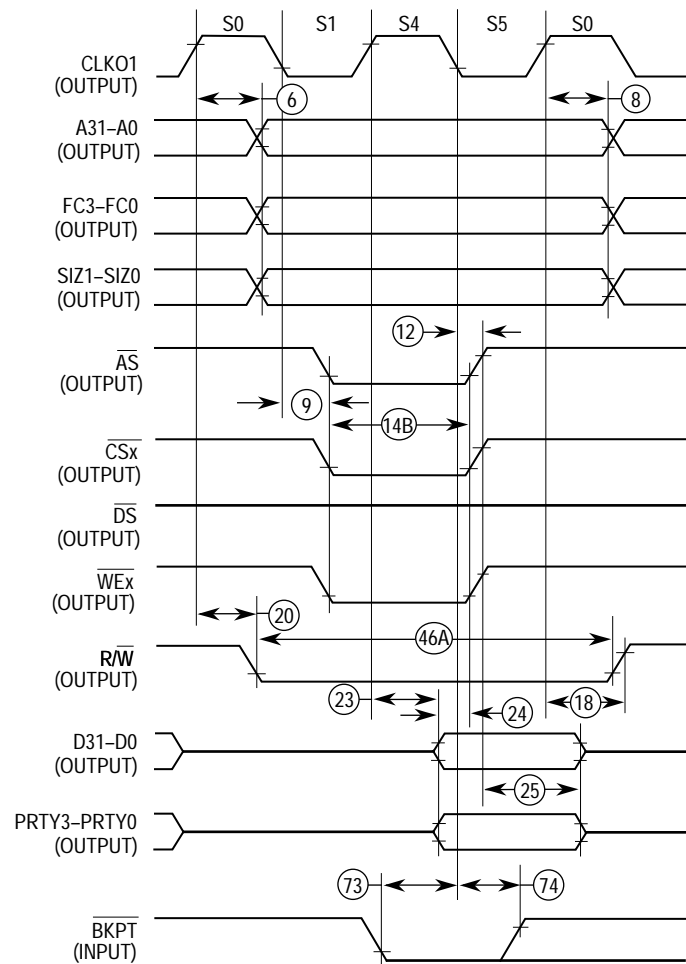 S0 S1 S4 S5 S0
CLKO1
(OUTPUT)
6 8
A31–A0
(OUTPUT)
FC3–FC0
(OUTPUT)
SIZ1–SIZ0
(OUTPUT)
12
AS
(OUTPUT)
9
14B
CSx
(OUTPUT)
DS
(OUTPUT)
WEx
(OUTPUT)
20
46A
R/W
(OUTPUT)
23 24 18
D31–D0
(OUTPUT)
25
PRTY3–PRTY0
(OUTPUT)
73 74
BKPT
(INPUT)